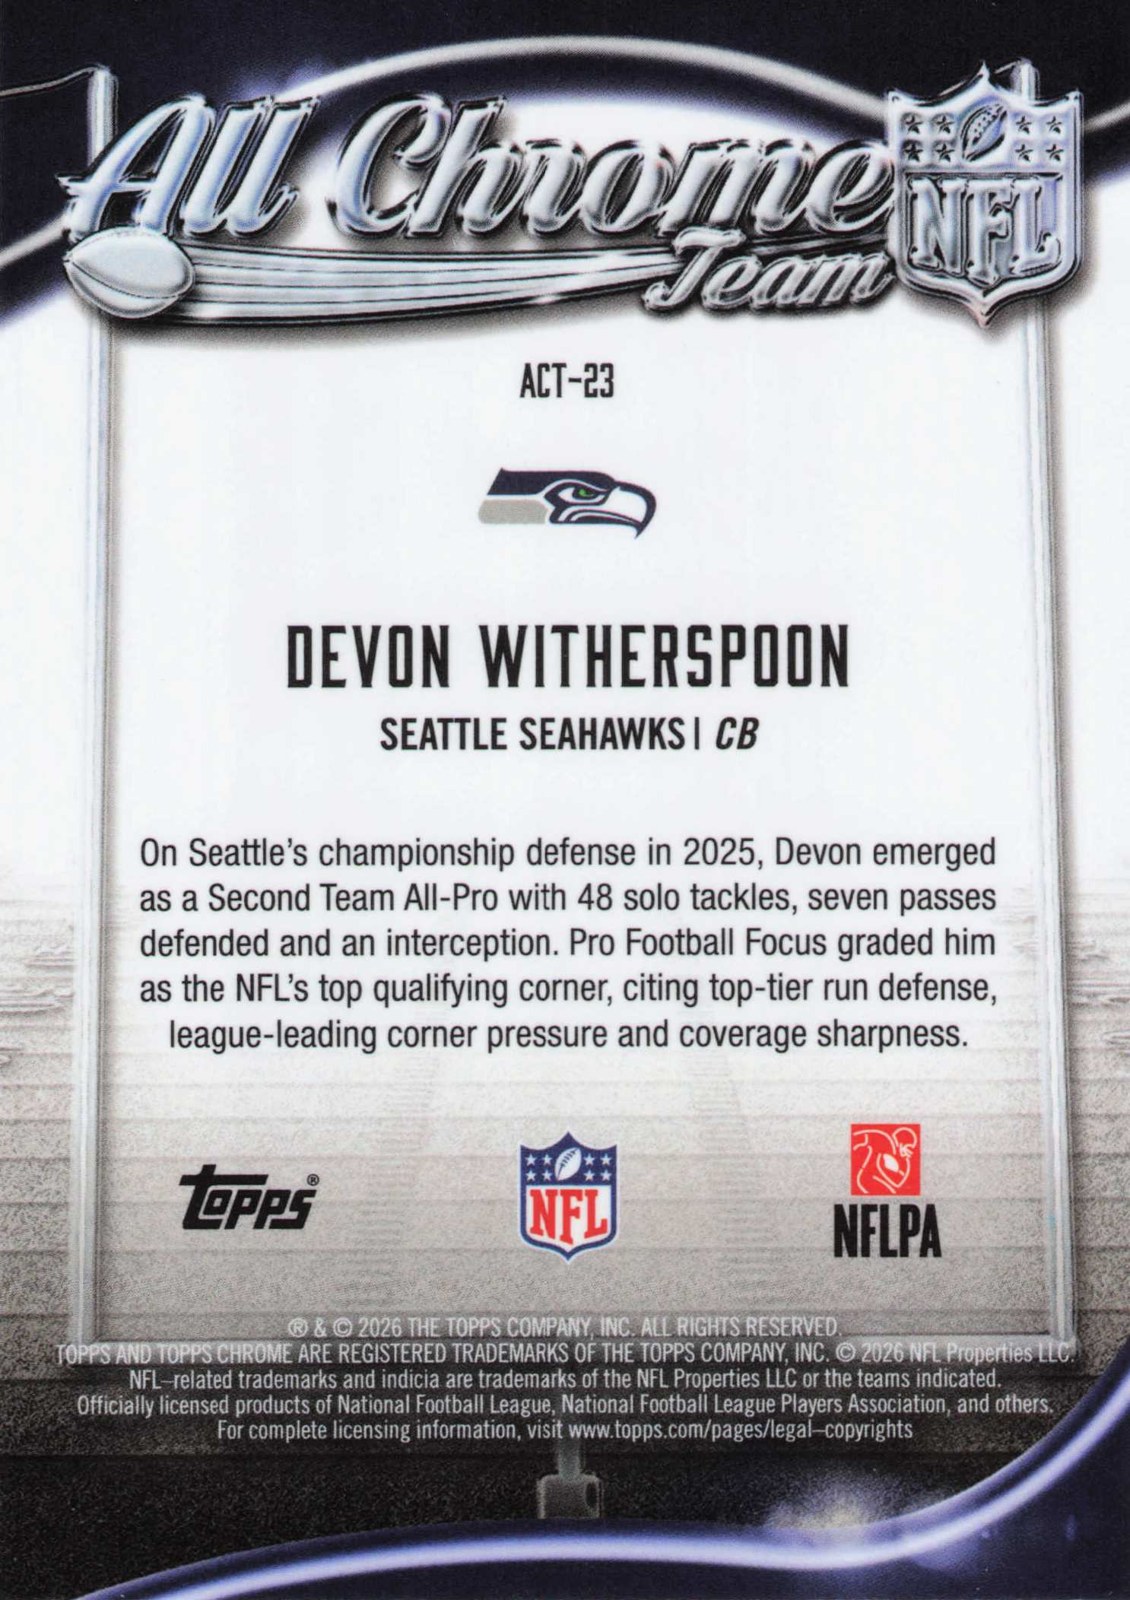 All Chrome
Team
NFL
ACT-23
DEVON WITHERSPOON
SEATTLE SEAHAWKS | CB
On Seattle's championship defense in 2025, Devon emerged
as a Second Team All-Pro with 48 solo tackles, seven passes
defended and an interception. Pro Football Focus graded him
as the NFL's top qualifying corner, citing top-tier run defense,
league-leading corner pressure and coverage sharpness.
topps®
NFL
NFLPA
® & © 2026 THE TOPPS COMPANY, INC. ALL RIGHTS RESERVED.
TOPPS AND TOPPS CHROME ARE REGISTERED TRADEMARKS OF THE TOPPS COMPANY, INC. © 2026 NFL Properties LLC.
NFL-related trademarks and indicia are trademarks of the NFL Properties LLC or the teams indicated.
Officially licensed products of National Football League, National Football League Players Association, and others.
For complete licensing information, visit www.topps.com/pages/legal-copyrights